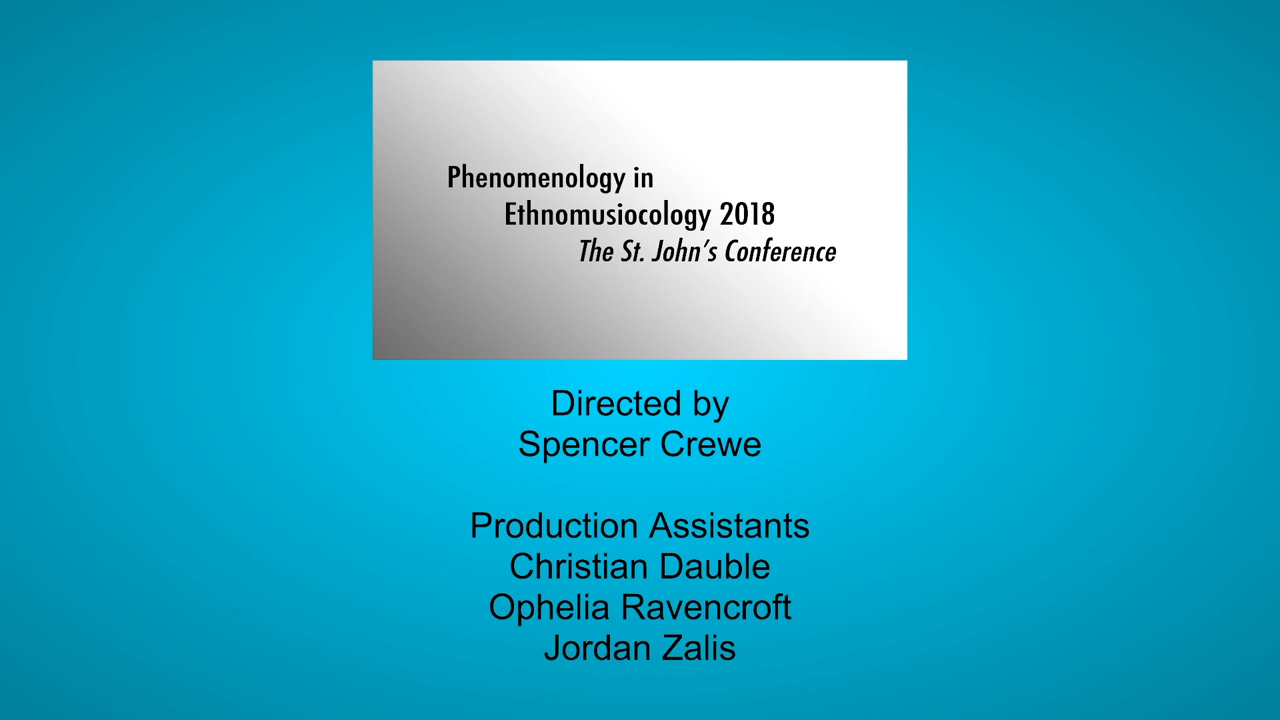 Phenomenology in
Ethnomusiocology 2018
The St. John's Conference
Directed by
Spencer Crewe
Production Assistants
Christian Dauble
Ophelia Ravencroft
Jordan Zalis